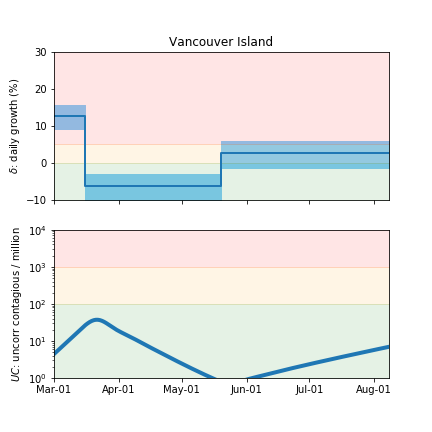 Vancouver Island
30
20
10
0
−10
δ: daily growth (%)
10⁴
10³
10²
10¹
10⁰
UC: uncorr contagious / million
Mar-01 Apr-01 May-01 Jun-01 Jul-01 Aug-01